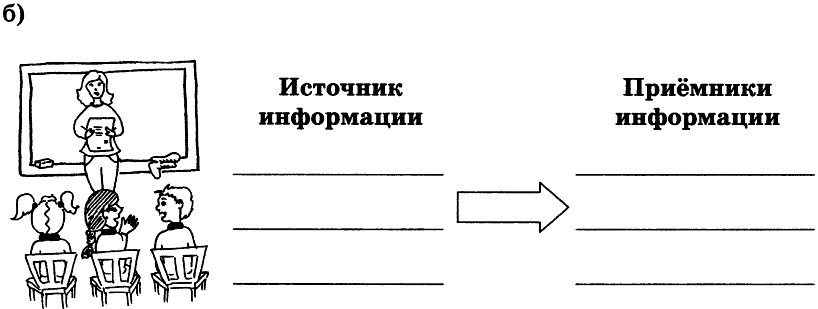 б)
Источник
информации
Приёмники
информации